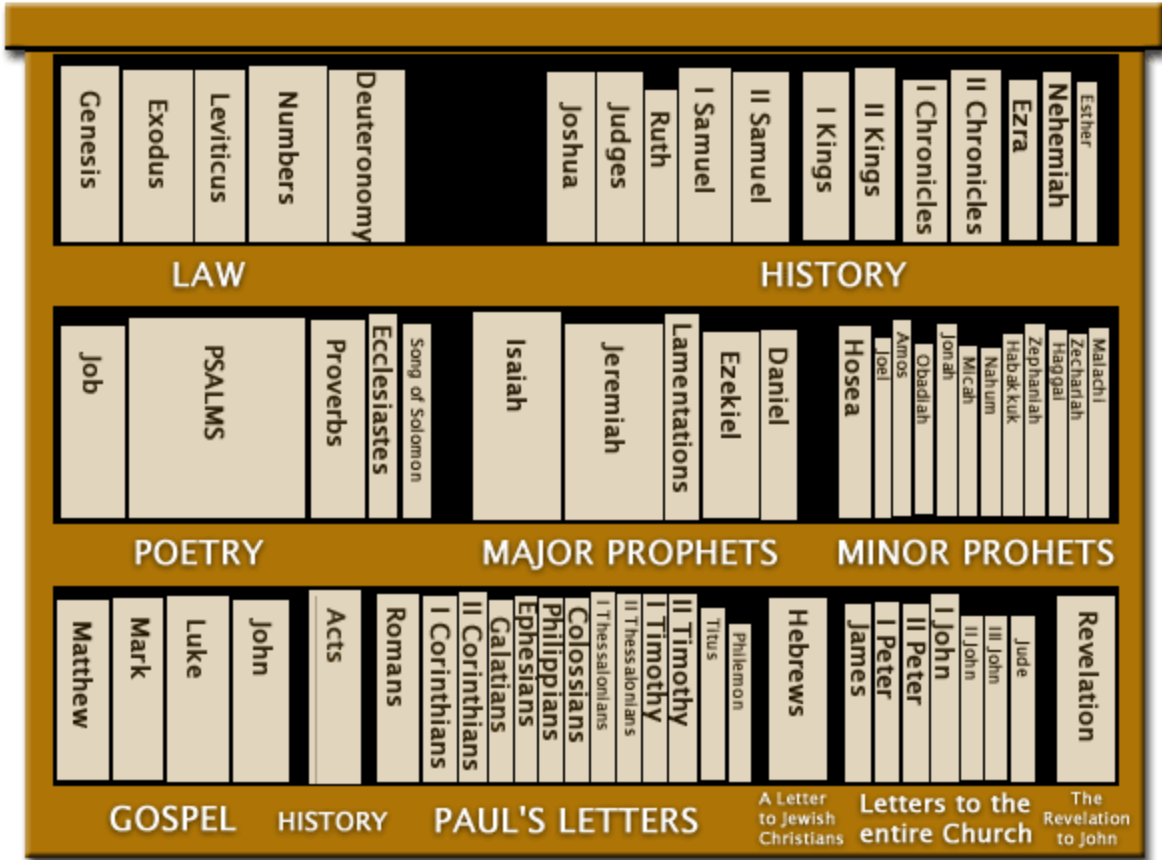 Genesis
Exodus
Leviticus
Numbers
Deuteronomy
Joshua
Judges
Ruth
I Samuel
II Samuel
I Kings
II Kings
I Chronicles
II Chronicles
Ezra
Nehemiah
Esther
LAW
HISTORY
Job
PSALMS
Proverbs
Ecclesiastes
Song of Solomon
Isaiah
Jeremiah
Lamentations
Ezekiel
Daniel
Hosea
Joel
Amos
Obadiah
Jonah
Micah
Nahum
Habakkuk
Zephaniah
Haggai
Zechariah
Malachi
POETRY
MAJOR PROPHETS
MINOR PROHETS
Matthew
Mark
Luke
John
Acts
Romans
I Corinthians
II Corinthians
Galatians
Ephesians
Philippians
Colossians
I Thessalonians
II Thessalonians
I Timothy
II Timothy
Titus
Philemon
Hebrews
James
I Peter
II Peter
I John
II John
III John
Jude
Revelation
GOSPEL
HISTORY
PAUL'S LETTERS
A Letter
to Jewish
Christians
Letters to the
entire Church
The
Revelation
to John